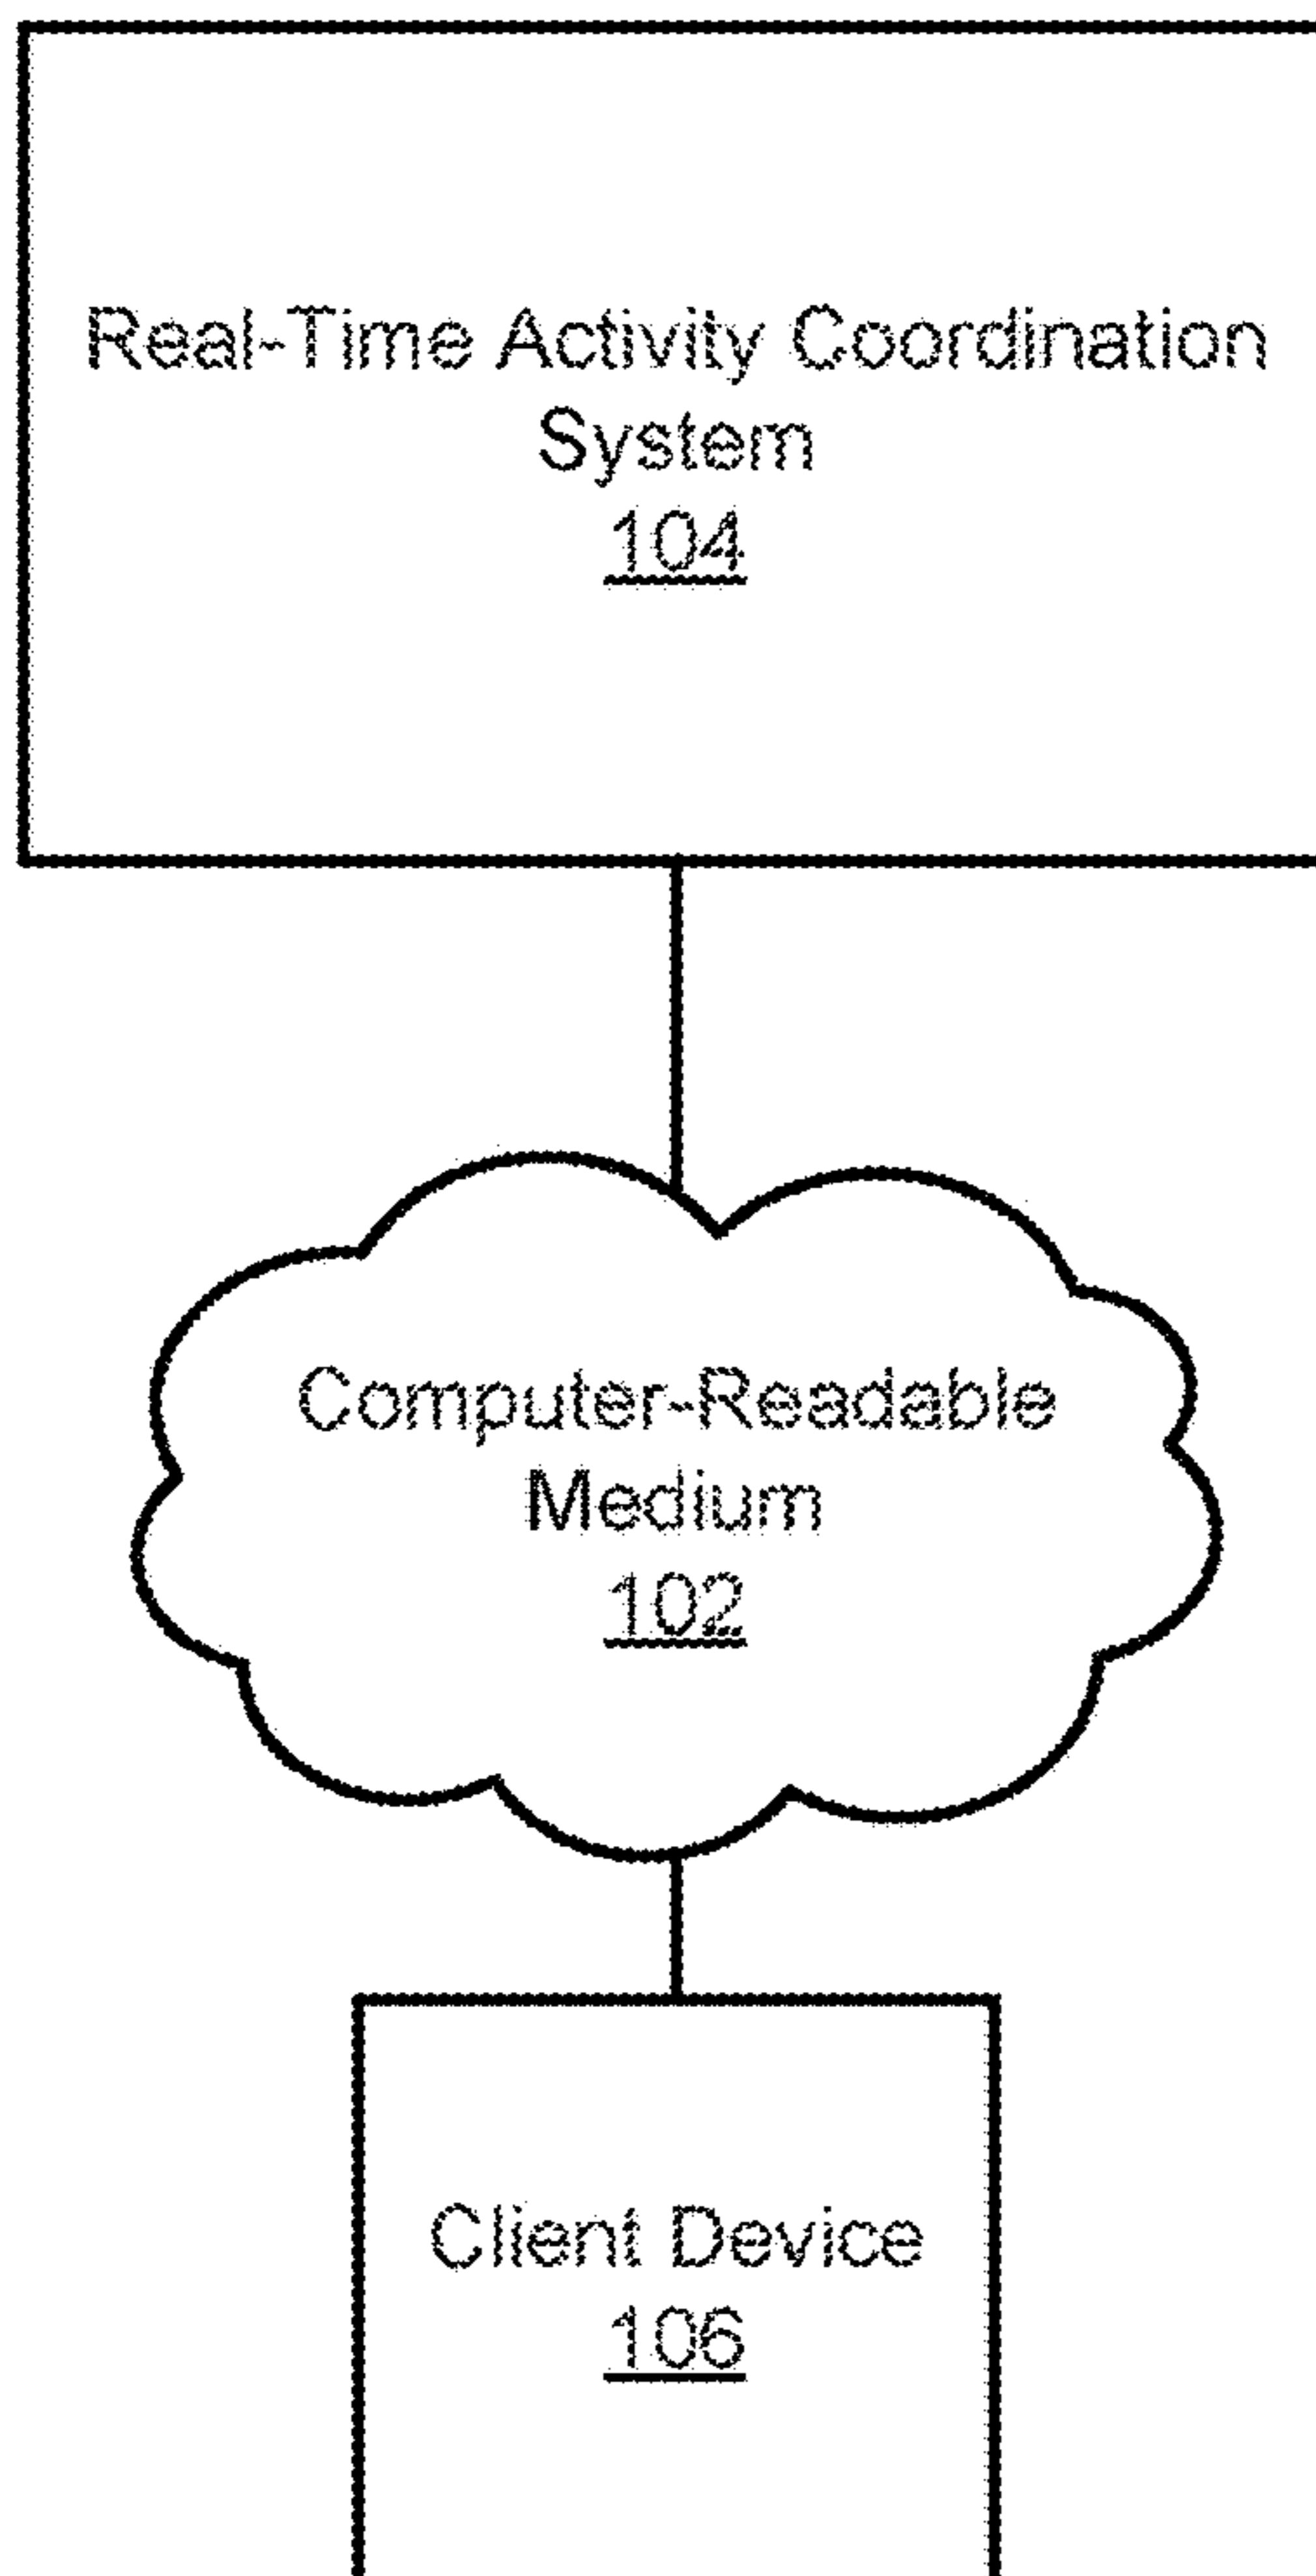 Real-Time Activity Coordination
System
104
Computer-Readable
Medium
102
Client Device
106